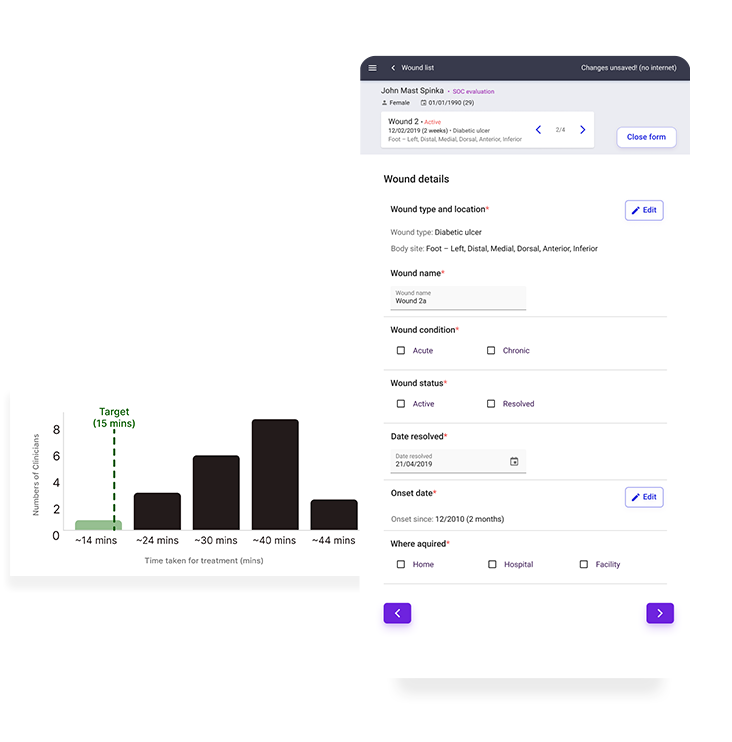 Wound list
Changes unsaved! (no internet)
John Mast Spinka • SOC evaluation
Female 01/01/1990 (29)
Wound 2 • Active
12/02/2019 (2 weeks) • Diabetic ulcer
Foot – Left, Distal, Medial, Dorsal, Anterior, Inferior
2/4
Close form
Wound details
Wound type and location*
Edit
Wound type: Diabetic ulcer
Body site: Foot – Left, Distal, Medial, Dorsal, Anterior, Inferior
Wound name*
Wound name
Wound 2a
Wound condition*
Acute Chronic
Wound status*
Active Resolved
Date resolved*
Date resolved
21/04/2019
Onset date*
Edit
Onset since: 12/2010 (2 months)
Where aquired*
Home Hospital Facility
Target
(15 mins)
Numbers of Clinicians
8
6
4
2
0
~14 mins ~24 mins ~30 mins ~40 mins ~44 mins
Time taken for treatment (mins)